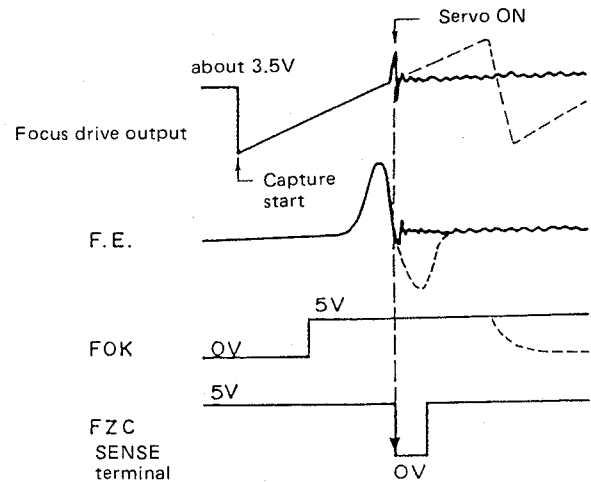 Servo ON
about 3.5V
Focus drive output
Capture
start
F.E.
5V
FOK
0V
5V
FZC
SENSE
terminal
0V